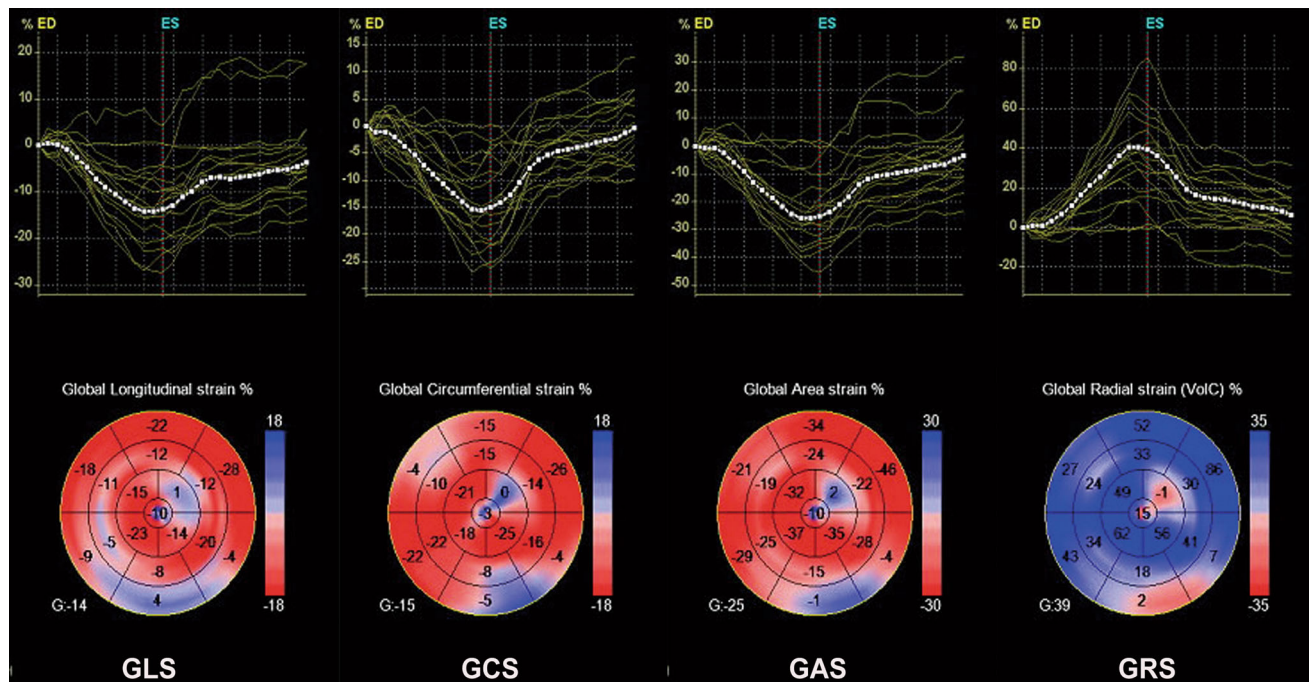 % ED ES
20
10
0
-10
-20
-30
% ED ES
15
10
5
0
-5
-10
-15
-20
-25
% ED ES
30
20
10
0
-10
-20
-30
-40
-50
% ED ES
80
60
40
20
0
-20
Global Longitudinal strain %
18
-22
-18 -12 -28
-11 -12
-15 1
-10
-23 -14
-5 -20
-9 -8 -4
4
G:-14
-18
Global Circumferential strain %
18
-15
-4 -15 -26
-10 -14
-21 0
-3
-18 -25
-22 -16
-22 -8 -4
-5
-18
Global Area strain %
30
-34
-21 -24 -46
-19 -22
-32 2
-10
-37 -35
-25 -28
-29 -15 -4
-1
G:-25
-30
Global Radial strain (VolC) %
35
52
27 33 86
24 30
49 -1
15
62 56
34 41
43 18 7
2
G:39
-35
G:-15
GLS
GCS
GAS
GRS